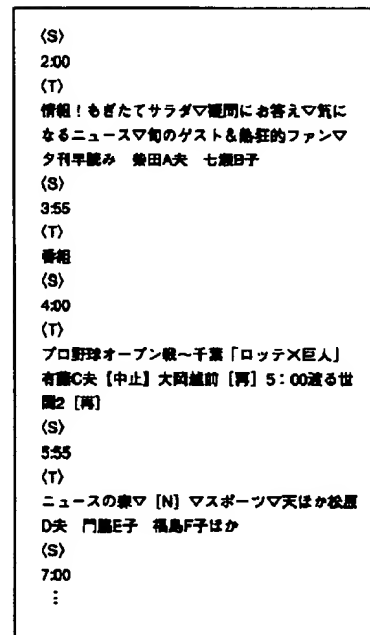 〈S〉
2:00
〈T〉
情報！もぎたてサラダ▽疑問にお答え▽気に
なるニュース▽旬のゲスト＆熱狂的ファン▽
夕刊早読み　柴田A夫　七瀬B子
〈S〉
3:55
〈T〉
番組
〈S〉
4:00
〈T〉
プロ野球オープン戦～千葉「ロッテ×巨人」
有藤C夫［中止］大岡越前［再］5：00渡る世
間2［再］
〈S〉
5:55
〈T〉
ニュースの森▽［N］▽スポーツ▽天ほか松原
D夫　門脇E子　福島F子ほか
〈S〉
7:00
⋮